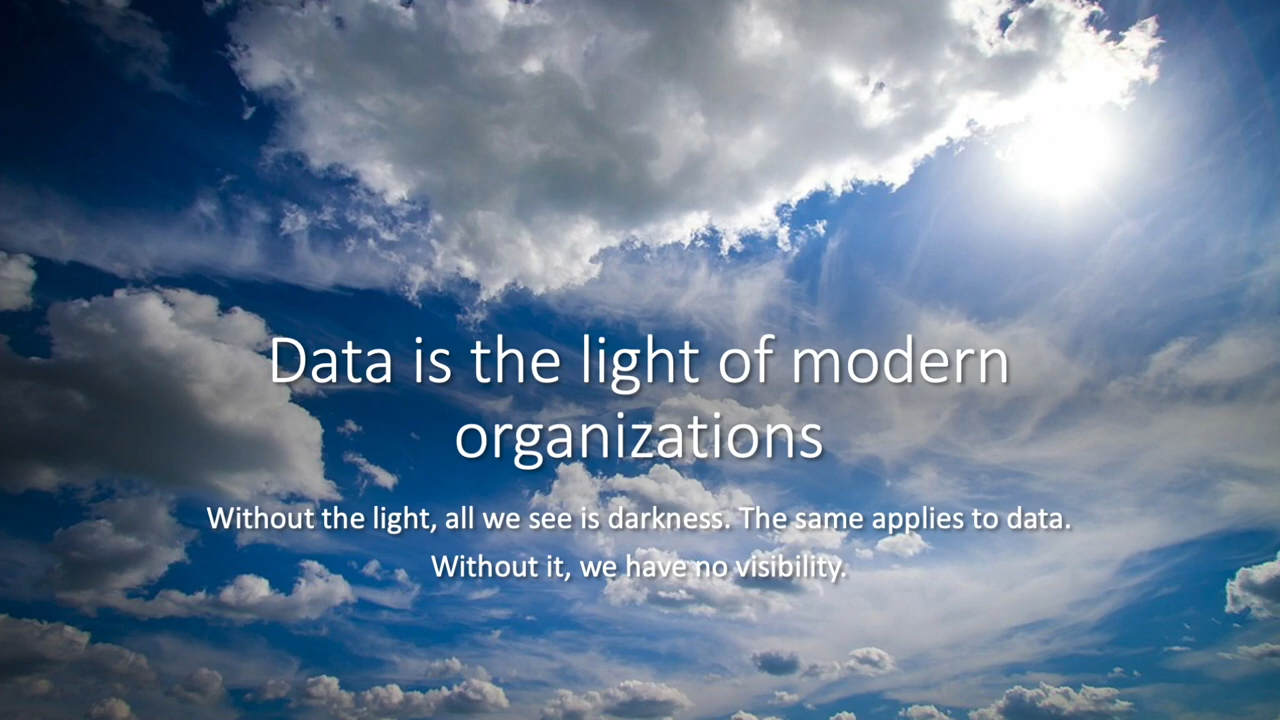 Data is the light of modern
organizations
Without the light, all we see is darkness. The same applies to data.
Without it, we have no visibility.